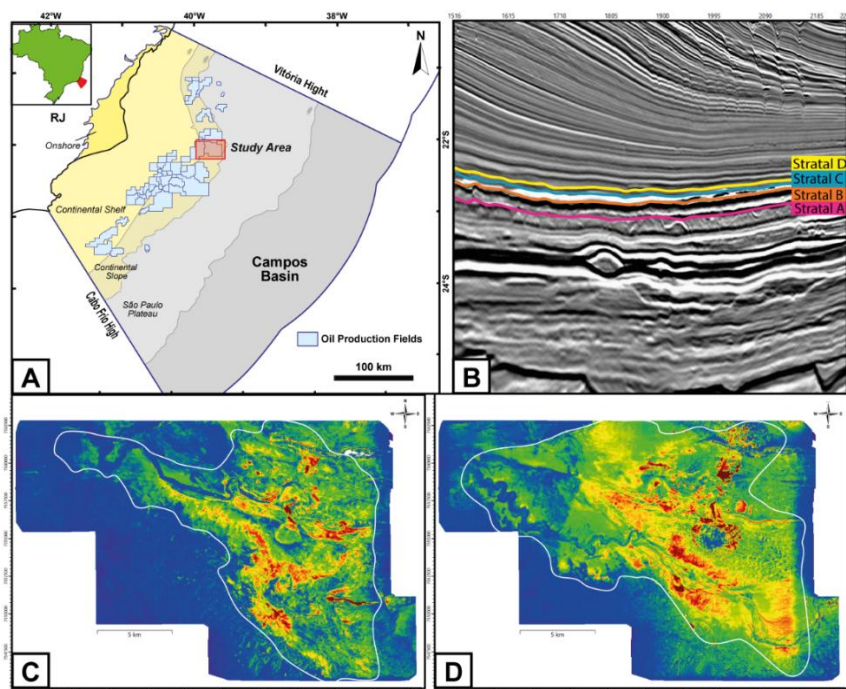 42°W
40°W
38°W
N
Vitória Hight
RJ
Onshore
Study Area
22°S
Continental Shelf
Campos
Basin
Continental
Slope
São Paulo
Plateau
24°S
Cabo Frio High
Oil Production Fields
100 km
42°W
40°W
A
1516 1615 1710 1805 1900 1995 2090 2185
Stratal D
Stratal C
Stratal B
Stratal A
B
5 km
C
5 km
D